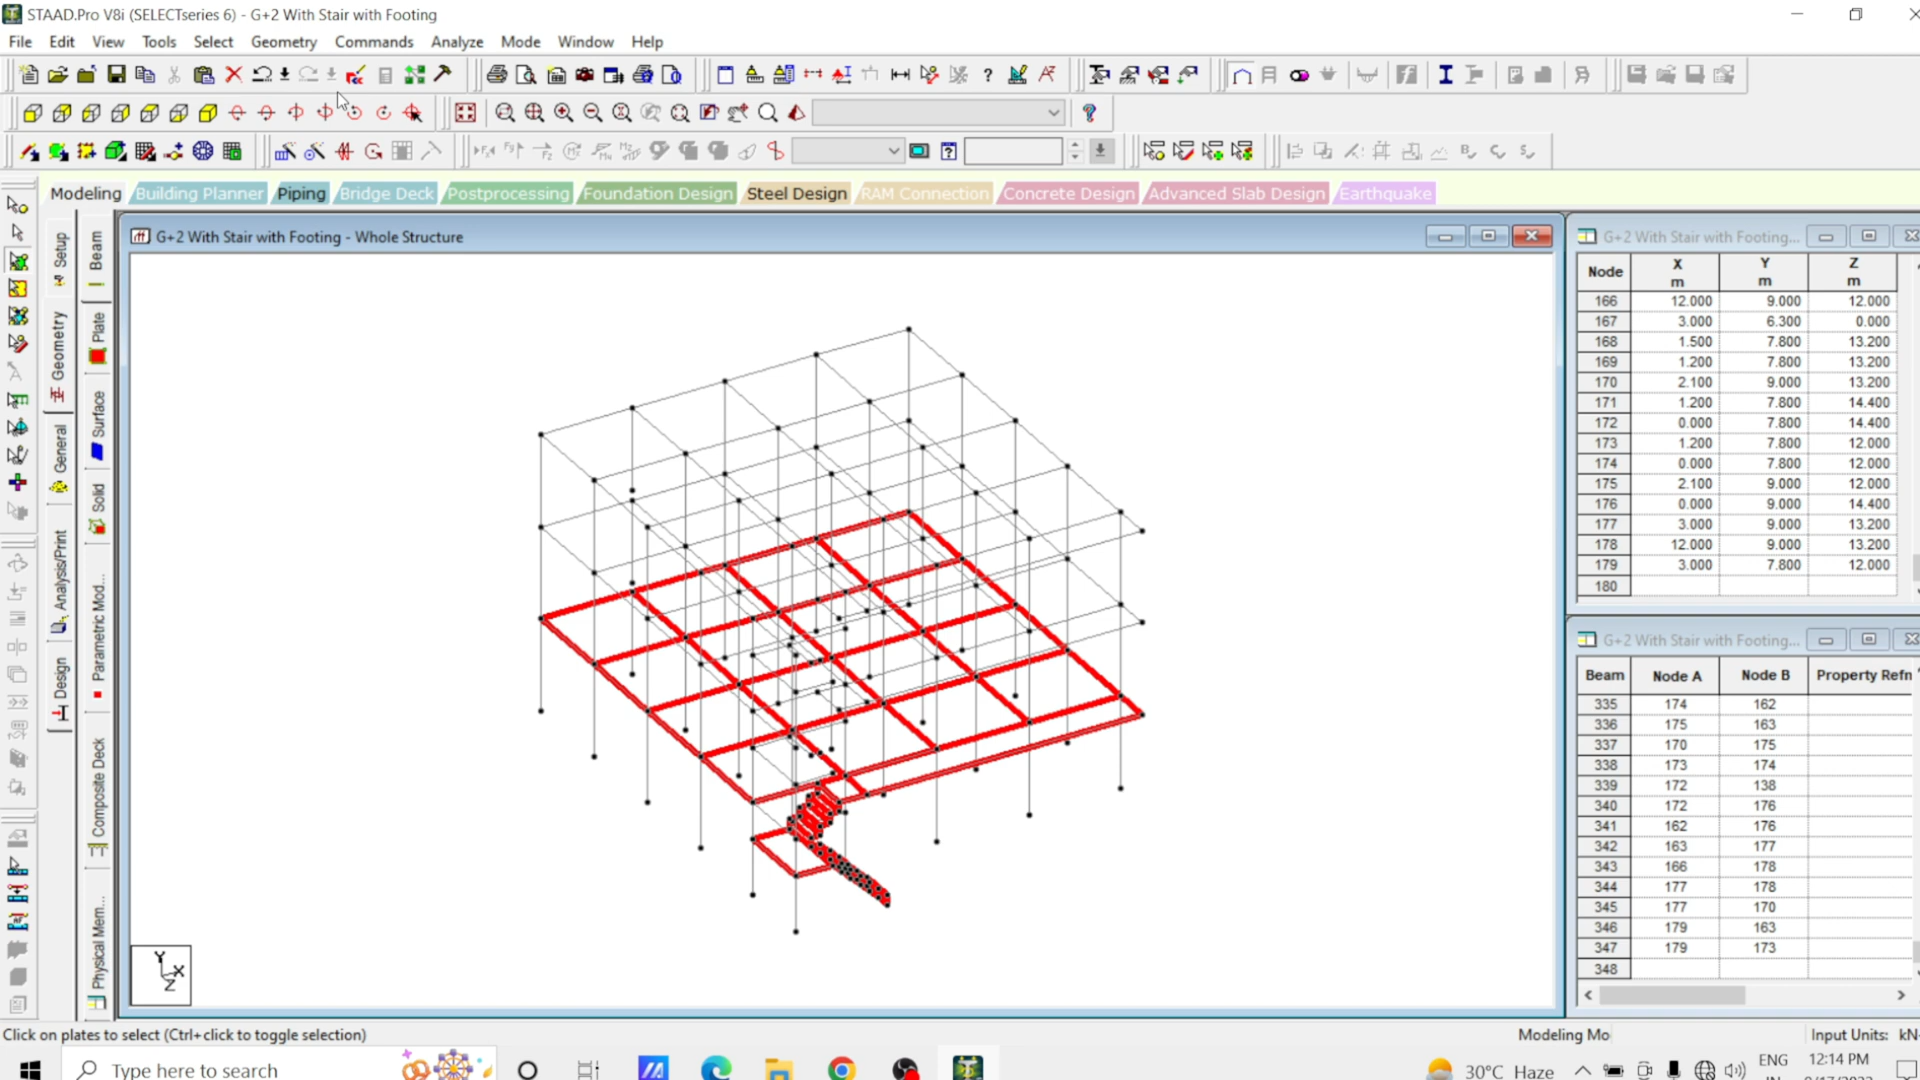 STAAD.Pro V8i (SELECTseries 6) - G+2 With Stair with Footing
File Edit View Tools Select Geometry Commands Analyze Mode Window Help
Modeling Building Planner Piping Bridge Deck Postprocessing Foundation Design Steel Design RAM Connection Concrete Design Advanced Slab Design Earthquake
Setup
Geometry
General
Analysis/Print
Design
Beam
Plate
Surface
Solid
Parametric Mod...
Composite Deck
Physical Mem...
G+2 With Stair with Footing - Whole Structure
Y
X
Z
G+2 With Stair with Footing...
Node X Y Z
m m m
166 12.000 9.000 12.000
167 3.000 6.300 0.000
168 1.500 7.800 13.200
169 1.200 7.800 13.200
170 2.100 9.000 13.200
171 1.200 7.800 14.400
172 0.000 7.800 14.400
173 1.200 7.800 12.000
174 0.000 7.800 12.000
175 2.100 9.000 12.000
176 0.000 9.000 14.400
177 3.000 9.000 13.200
178 12.000 9.000 13.200
179 3.000 7.800 12.000
180
G+2 With Stair with Footing...
Beam Node A Node B Property Refn
335 174 162
336 175 163
337 170 175
338 173 174
339 172 138
340 172 176
341 162 176
342 163 177
343 166 178
344 177 178
345 177 170
346 179 163
347 179 173
348
Click on plates to select (Ctrl+click to toggle selection)
Modeling Mo
Input Units: kN-
Type here to search
30°C Haze
ENG
12:14 PM